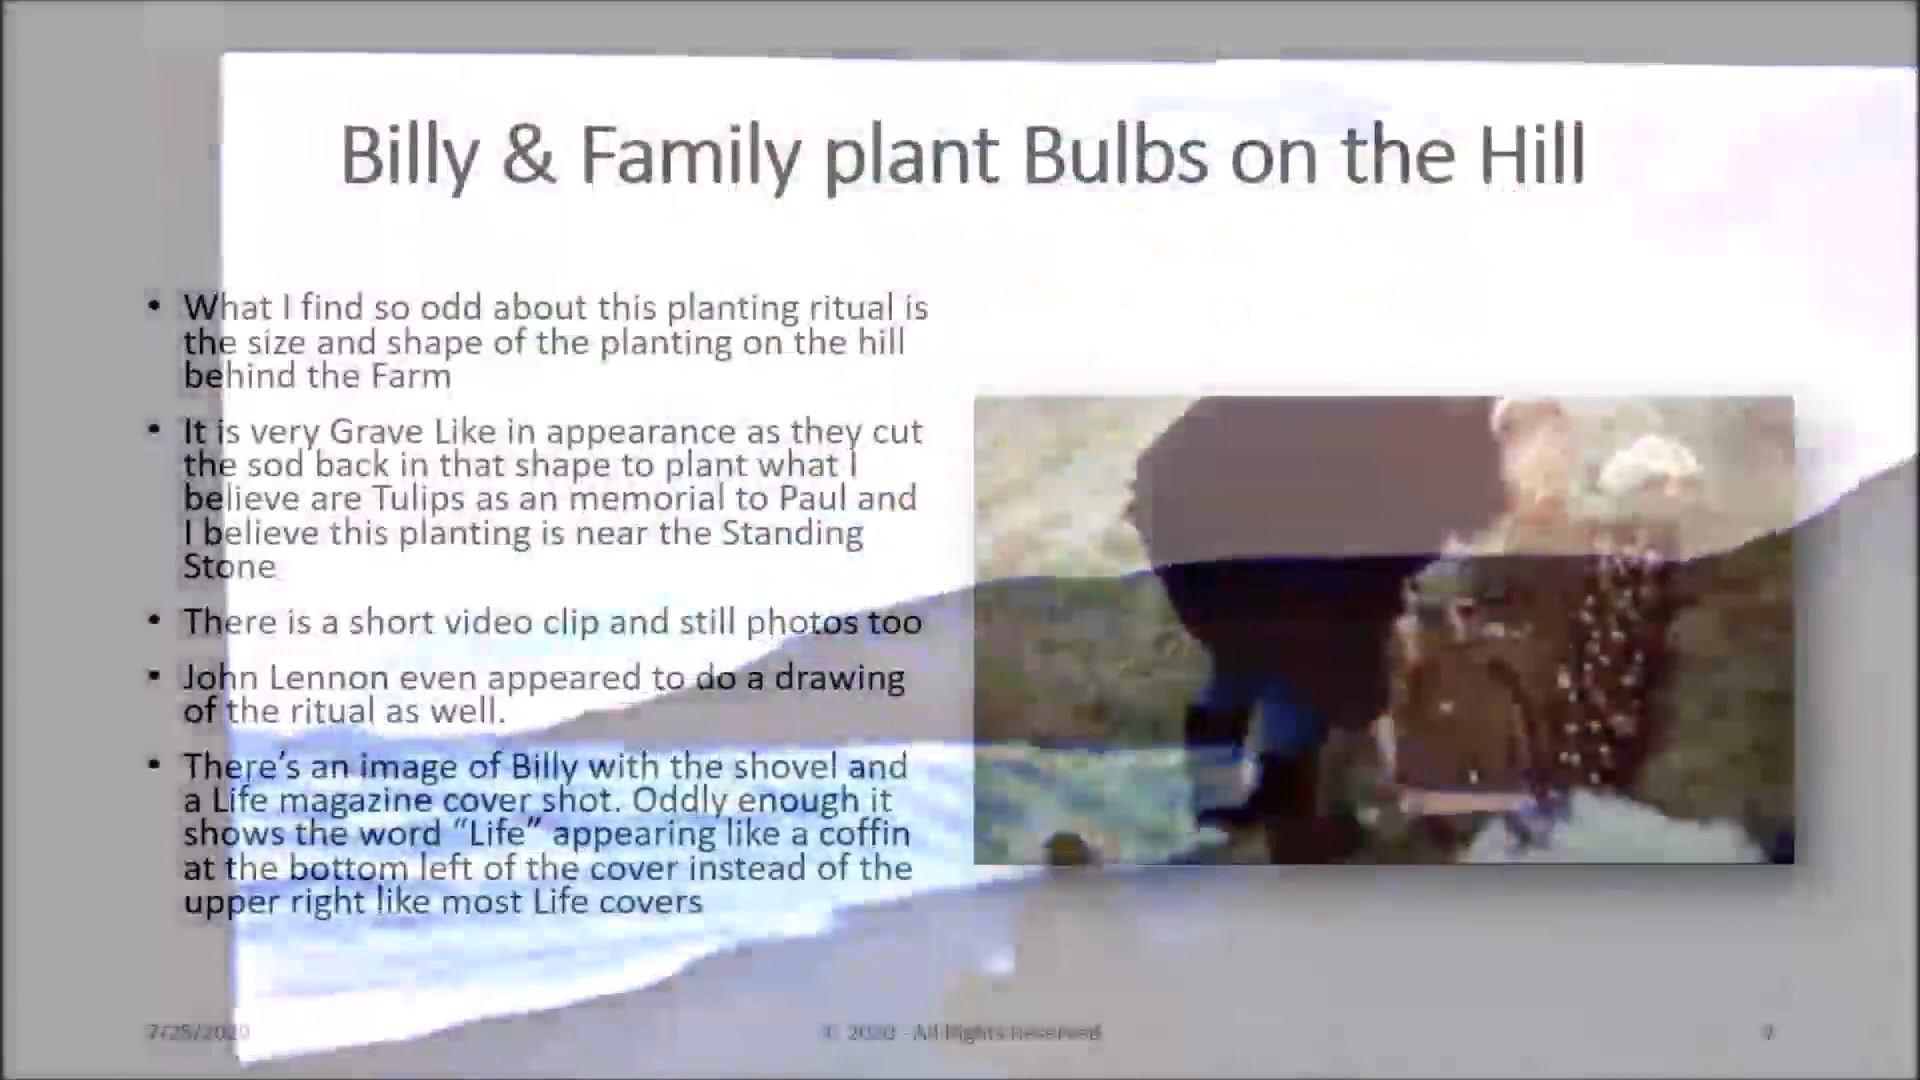 Billy & Family plant Bulbs on the Hill
• What I find so odd about this planting ritual is
the size and shape of the planting on the hill
behind the Farm
• It is very Grave Like in appearance as they cut
the sod back in that shape to plant what I
believe are Tulips as an memorial to Paul and
I believe this planting is near the Standing
Stone
• There is a short video clip and still photos too
• John Lennon even appeared to do a drawing
of the ritual as well.
• There’s an image of Billy with the shovel and
a Life magazine cover shot. Oddly enough it
shows the word “Life” appearing like a coffin
at the bottom left of the cover instead of the
upper right like most Life covers
7/25/2020
© 2020 - All Rights Reserved